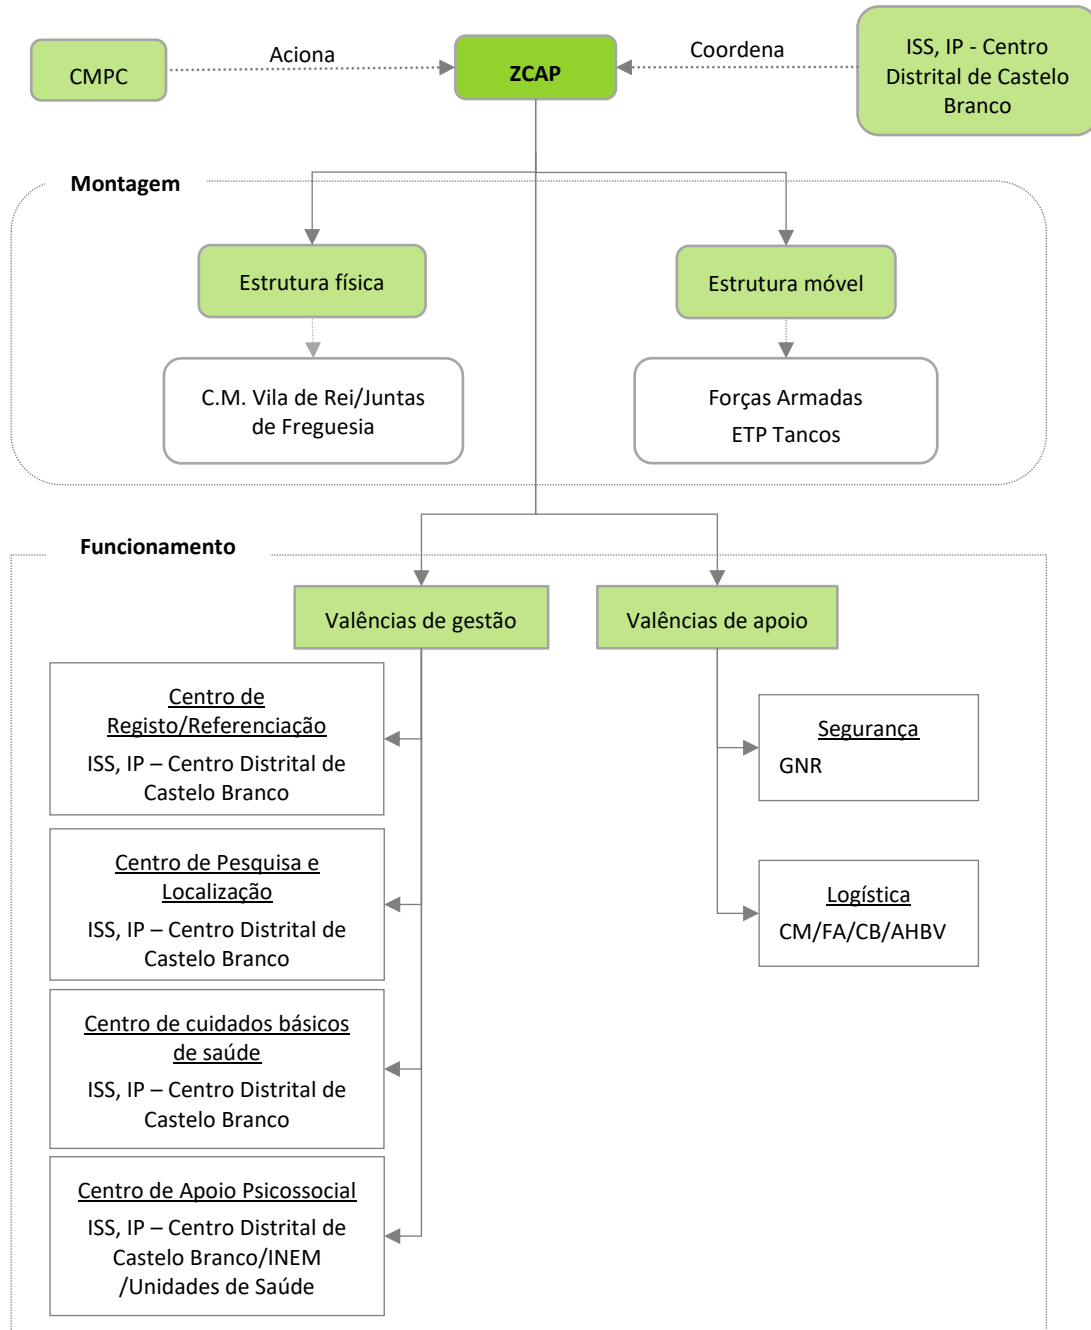 CMPC
Aciona
ZCAP
Coordena
ISS, IP - Centro
Distrital de Castelo
Branco
Montagem
Estrutura física
Estrutura móvel
C.M. Vila de Rei/Juntas
de Freguesia
Forças Armadas
ETP Tancos
Funcionamento
Valências de gestão
Valências de apoio
Centro de
Registo/Referenciação
ISS, IP – Centro Distrital de
Castelo Branco
Centro de Pesquisa e
Localização
ISS, IP – Centro Distrital de
Castelo Branco
Centro de cuidados básicos
de saúde
ISS, IP – Centro Distrital de
Castelo Branco
Centro de Apoio Psicossocial
ISS, IP – Centro Distrital de
Castelo Branco/INEM
/Unidades de Saúde
Segurança
GNR
Logística
CM/FA/CB/AHBV